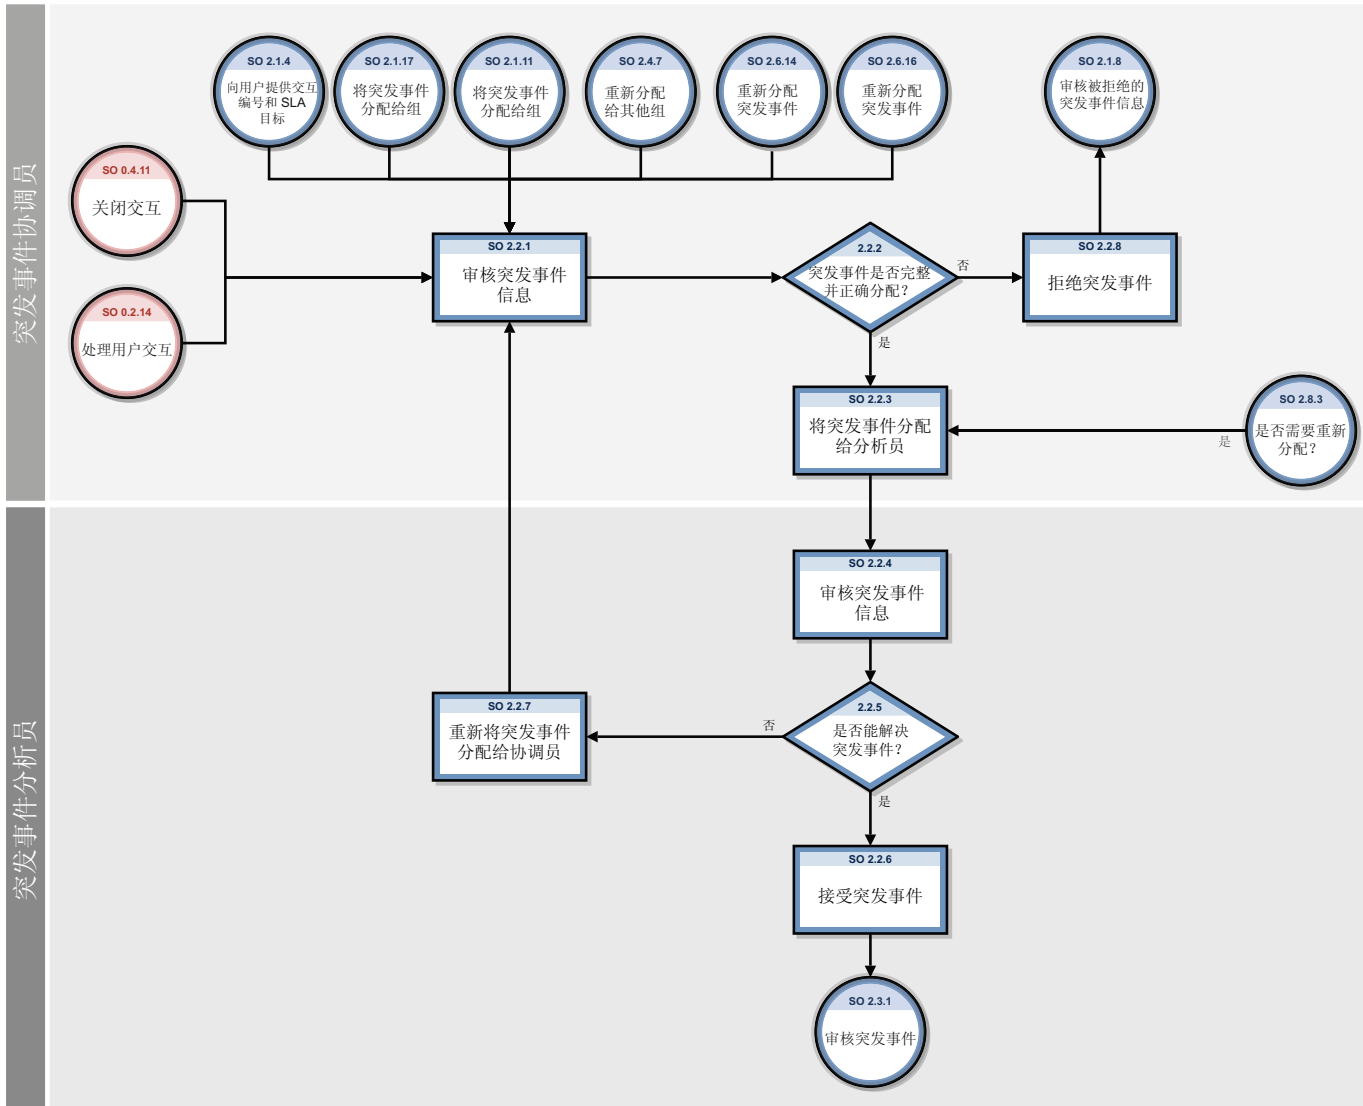 突发事件协调员
SO 2.1.4
向用户提供交互
编号和 SLA
目标
SO 2.1.17
将突发事件
分配给组
SO 2.1.11
将突发事件
分配给组
SO 2.4.7
重新分配
给其他组
SO 2.6.14
重新分配
突发事件
SO 2.6.16
重新分配
突发事件
SO 2.1.8
审核被拒绝的
突发事件信息
SO 0.4.11
关闭交互
SO 0.2.14
处理用户交互
SO 2.2.1
审核突发事件
信息
2.2.2
突发事件是否完整
并正确分配？
否
是
SO 2.2.8
拒绝突发事件
SO 2.2.3
将突发事件分配
给分析员
是
SO 2.8.3
是否需要重新
分配？
突发事件分析员
SO 2.2.4
审核突发事件
信息
2.2.5
是否能解决
突发事件？
否
是
SO 2.2.7
重新将突发事件
分配给协调员
SO 2.2.6
接受突发事件
SO 2.3.1
审核突发事件